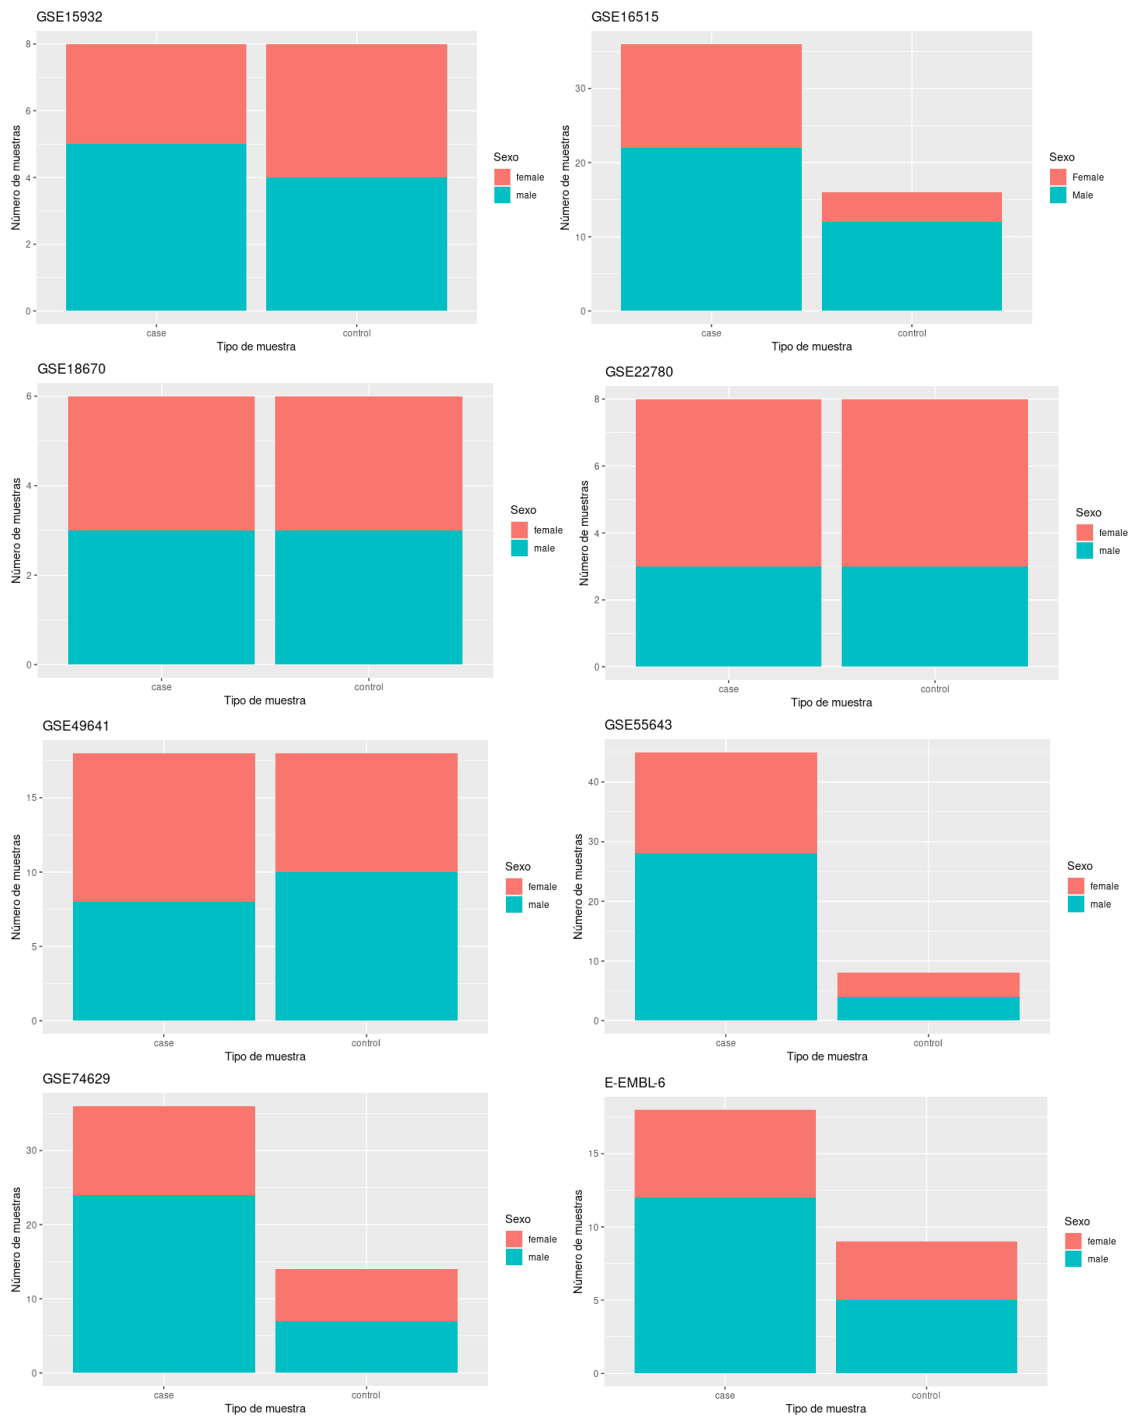 GSE15932
8
6
4
2
0
Número de muestras
case
control
Tipo de muestra
Sexo
female
male
GSE16515
30
20
10
0
Número de muestras
case
control
Tipo de muestra
Sexo
Female
Male
GSE18670
6
4
2
0
Número de muestras
case
control
Tipo de muestra
Sexo
female
male
GSE22780
8
6
4
2
0
Número de muestras
case
control
Tipo de muestra
Sexo
female
male
GSE49641
15
10
5
0
Número de muestras
case
control
Tipo de muestra
Sexo
female
male
GSE55643
40
30
20
10
0
Número de muestras
case
control
Tipo de muestra
Sexo
female
male
GSE74629
30
20
10
0
Número de muestras
case
control
Tipo de muestra
Sexo
female
male
E-EMBL-6
15
10
5
0
Número de muestras
case
control
Tipo de muestra
Sexo
female
male